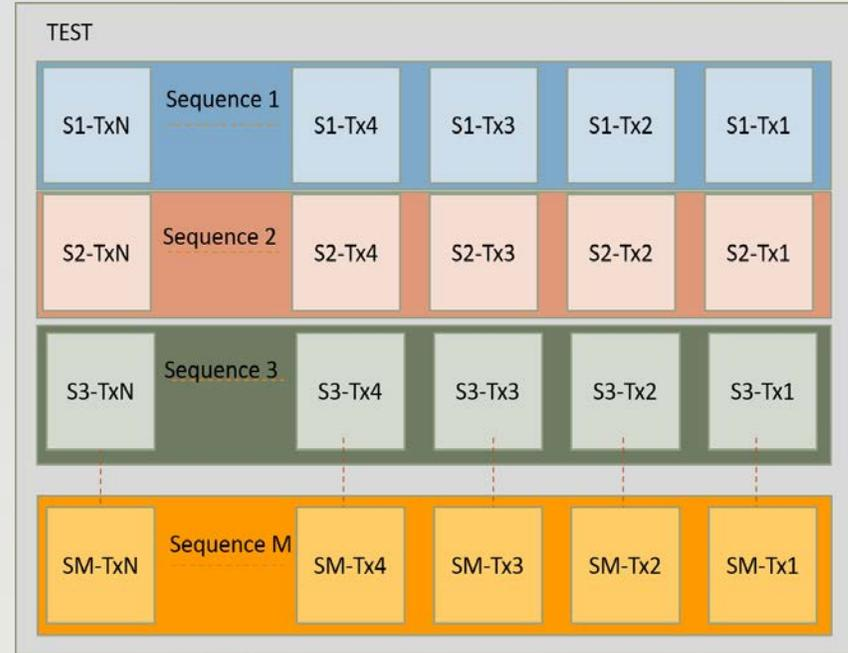 TEST
Sequence 1
S1-TxN S1-Tx4 S1-Tx3 S1-Tx2 S1-Tx1
Sequence 2
S2-TxN S2-Tx4 S2-Tx3 S2-Tx2 S2-Tx1
Sequence 3
S3-TxN S3-Tx4 S3-Tx3 S3-Tx2 S3-Tx1
Sequence M
SM-TxN SM-Tx4 SM-Tx3 SM-Tx2 SM-Tx1